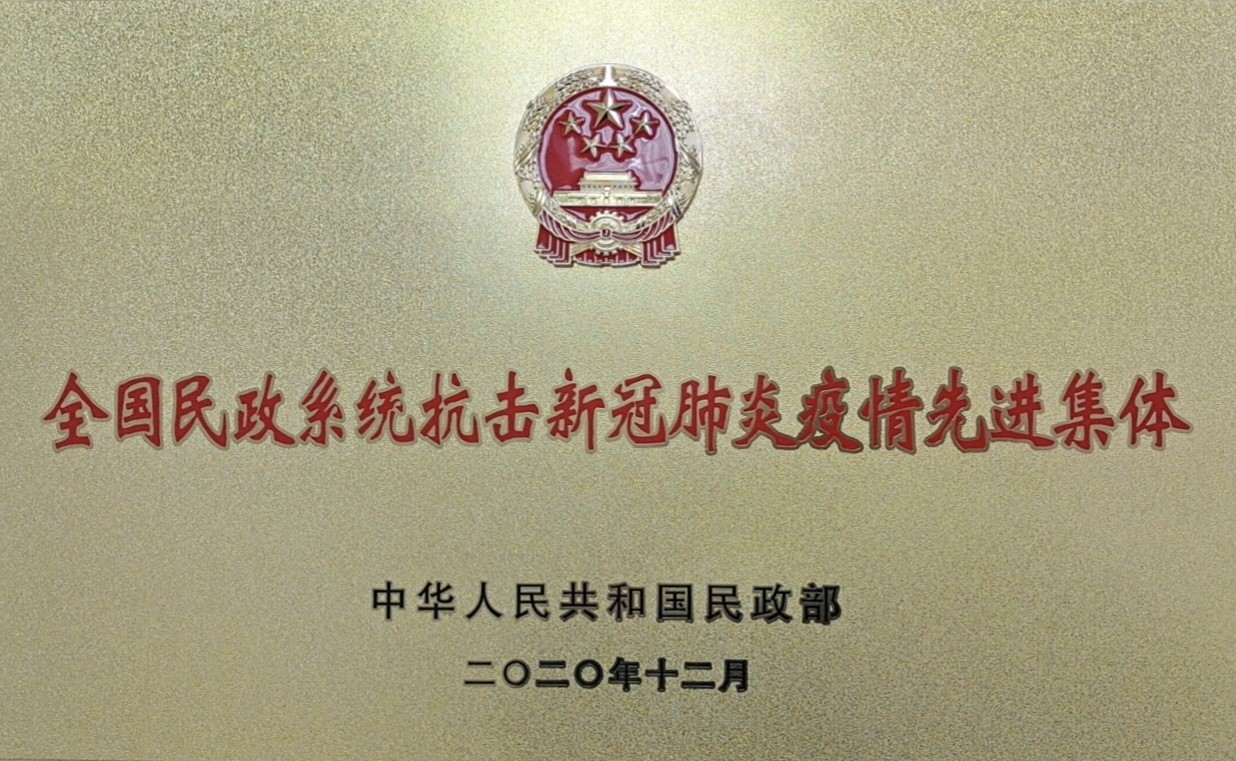 全国民政系统抗击新冠肺炎疫情先进集体
中华人民共和国民政部
二〇二〇年十二月